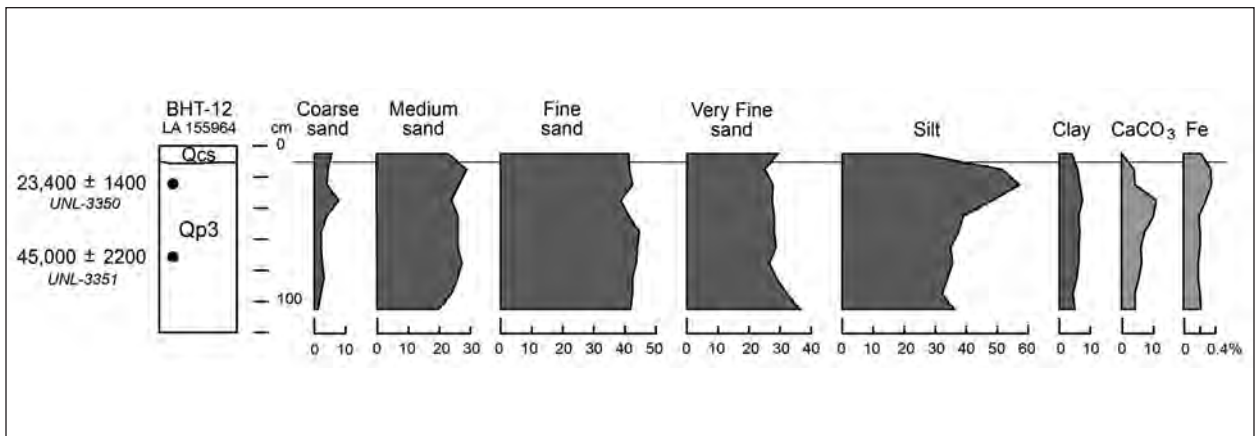 BHT-12
LA 155964
cm
Coarse sand
Medium sand
Fine sand
Very Fine sand
Silt
Clay
CaCO3
Fe
0
Qcs
23,400 ± 1400
UNL-3350
Qp3
45,000 ± 2200
UNL-3351
100
0 10
0 10 20 30
0 10 20 30 40 50
0 10 20 30 40
0 10 20 30 40 50 60
0 10
0 10
0 0.4%